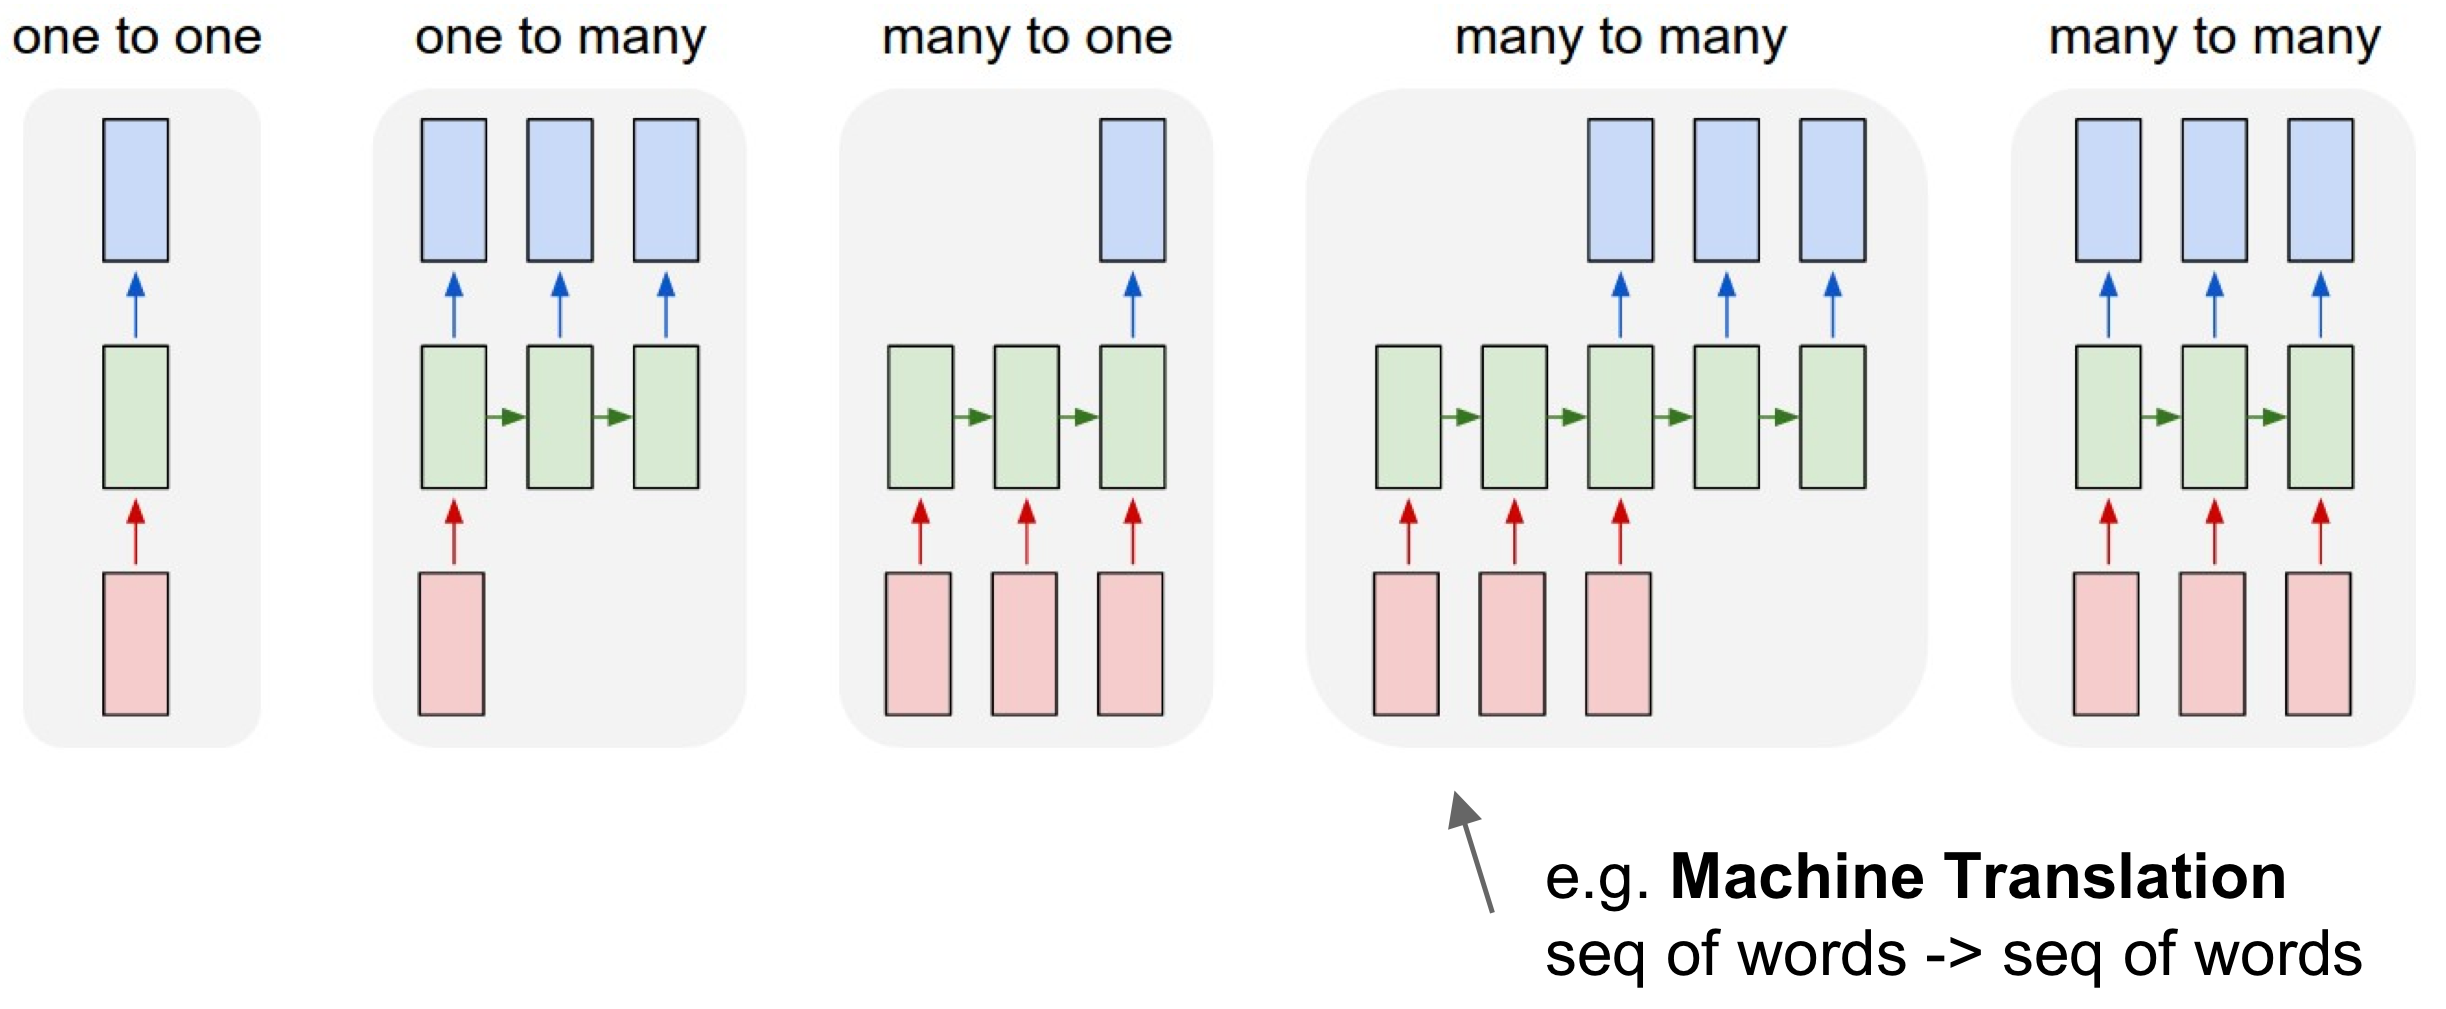 one to one
one to many
many to one
many to many
many to many
e.g. Machine Translation
seq of words -> seq of words